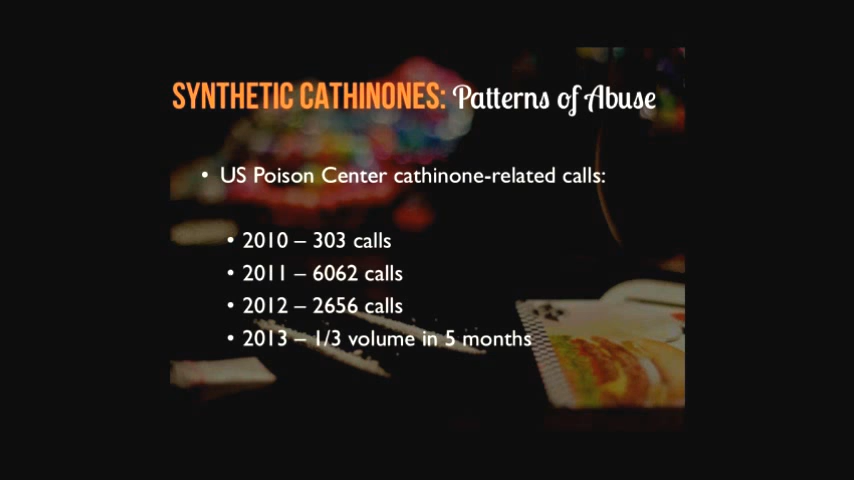 SYNTHETIC CATHINONES: Patterns of Abuse
• US Poison Center cathinone-related calls:
• 2010 – 303 calls
• 2011 – 6062 calls
• 2012 – 2656 calls
• 2013 – 1/3 volume in 5 months